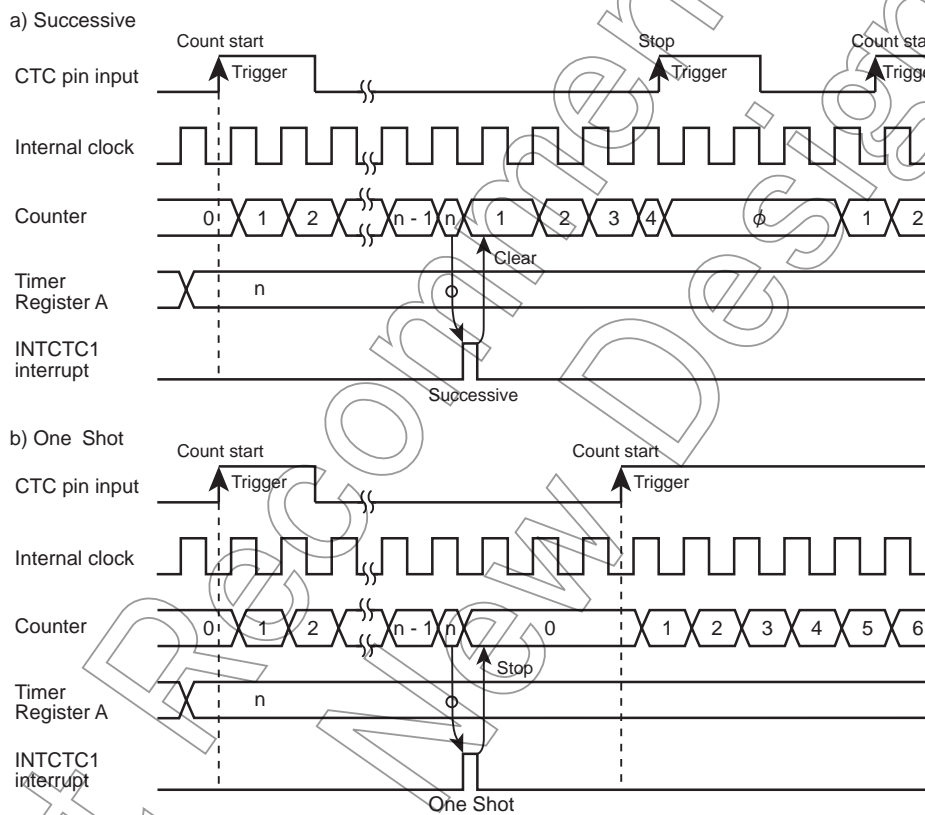 a) Successive
Count start
Stop
Count sta
CTC pin input
Trigger
Trigger
Trigge
Internal clock
Counter
0 1 2 n - 1 n 1 2 3 4 ϕ 1 2
Clear
Timer
Register A
n
INTCTC1
interrupt
Successive
b) One Shot
Count start
Count start
CTC pin input
Trigger
Trigger
Internal clock
Counter
0 1 2 n - 1 n 0 1 2 3 4 5 6
Stop
Timer
Register A
n
INTCTC1
interrupt
One Shot
t Recommen
New Design